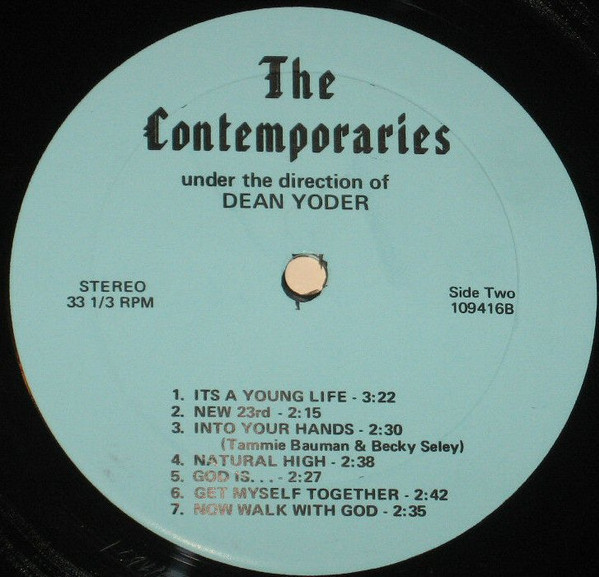 The
Contemporaries
under the direction of
DEAN YODER
STEREO
33 1/3 RPM
Side Two
109416B
1. ITS A YOUNG LIFE - 3:22
2. NEW 23rd - 2:15
3. INTO YOUR HANDS - 2:30
(Tammie Bauman & Becky Seley)
4. NATURAL HIGH - 2:38
5. GOD IS. . . - 2:27
6. GET MYSELF TOGETHER - 2:42
7. NOW WALK WITH GOD - 2:35